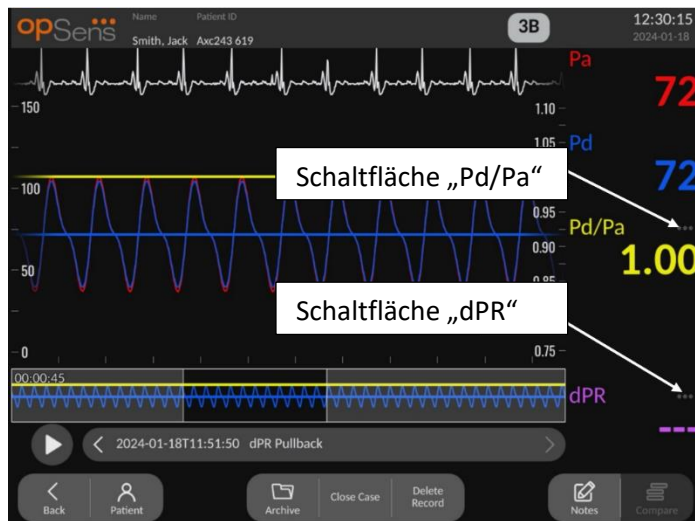 opSens
Name Patient ID
Smith, Jack Axc243 619
3B
12:30:15
2024-01-18
Pa
72
150
1.10
1.05
Pd
72
Schaltfläche „Pd/Pa“
100
0.95
Pd/Pa
0.90
1.00
50
0.85
Schaltfläche „dPR“
0
0.75
00:00:45
dPR
---
2024-01-18T11:51:50 dPR Pullback
Back
Patient
Archive
Close Case
Delete
Record
Notes
Compare